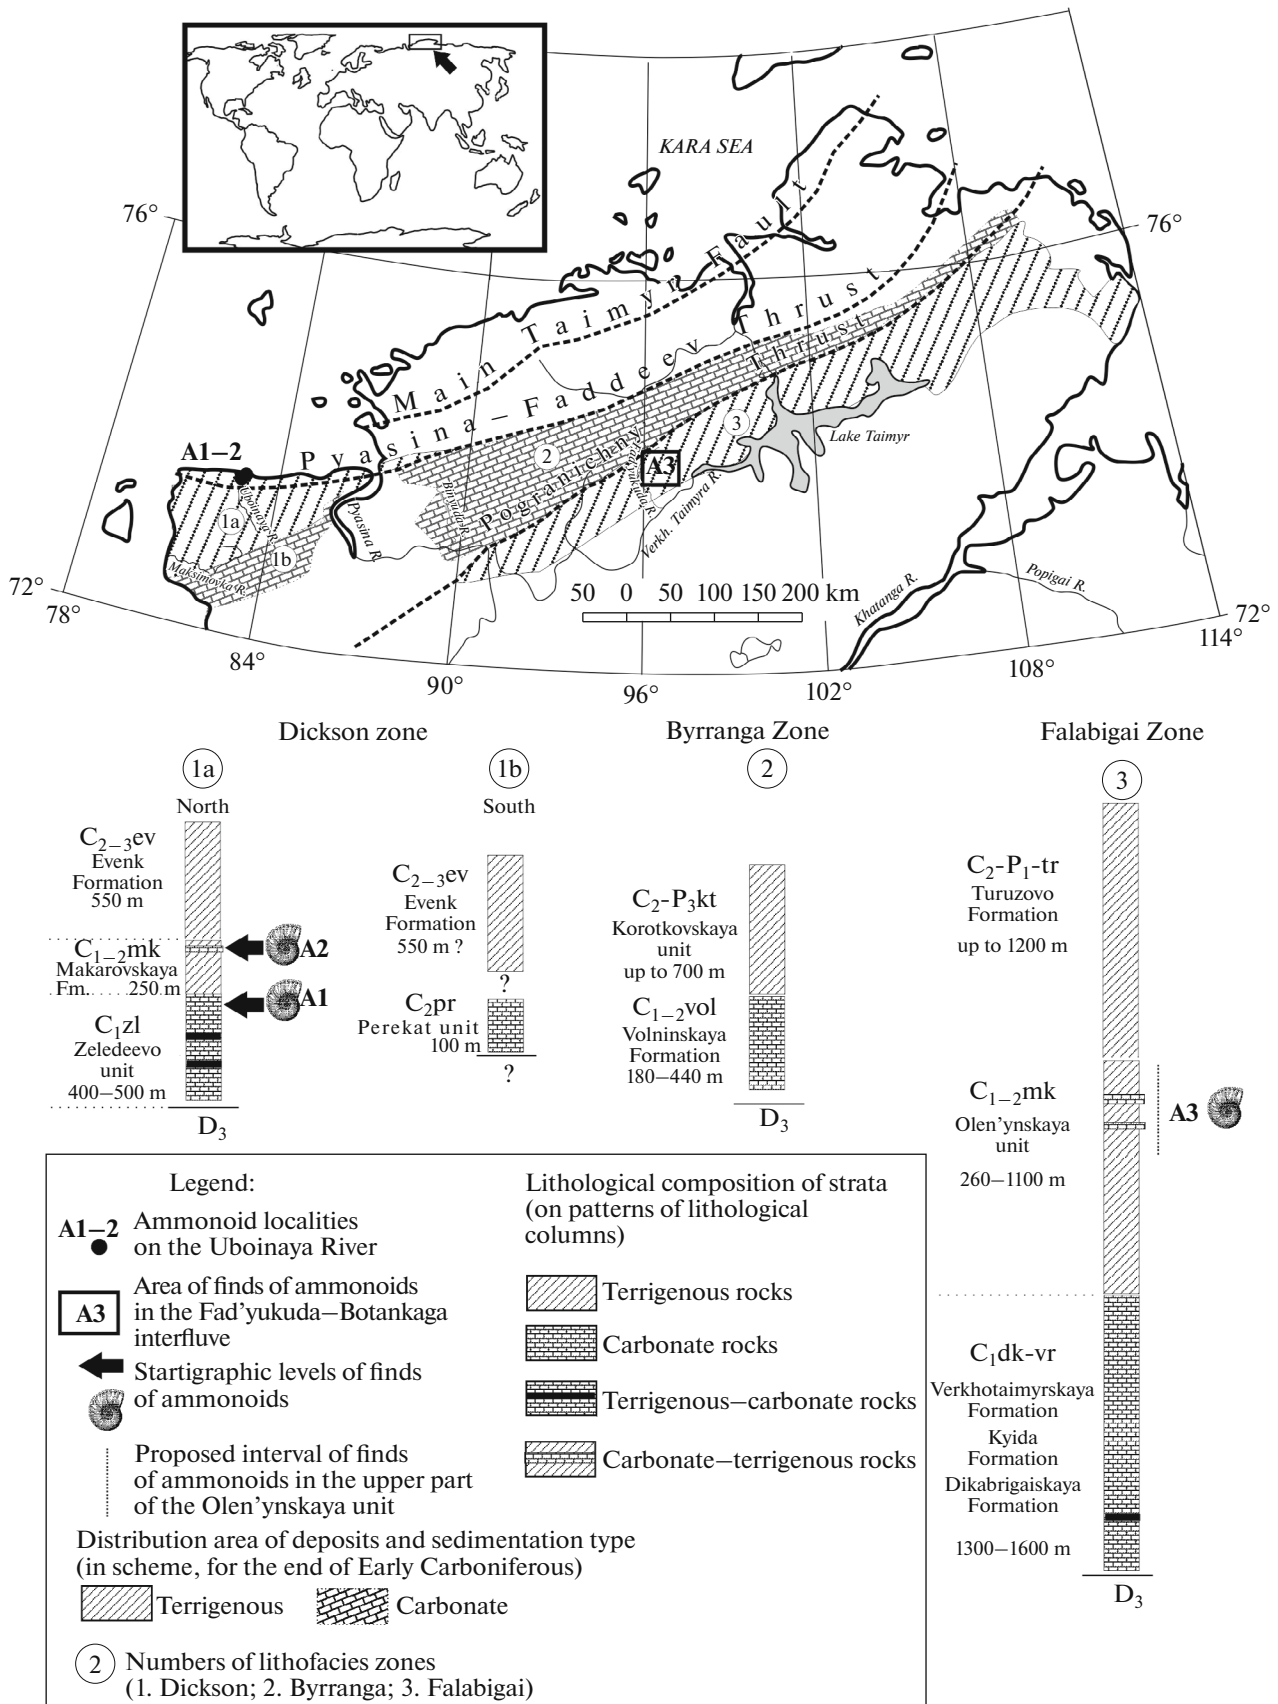 KARA SEA
76°
76°
Main Taimyr Fault
Pyasina–Faddeev Thrust
Pogranichny Thrust
A1–2
1a
1b
2
3
A3
Uboinaya R.
Maksimovka R.
Pyasina R.
Binyuda R.
Verkh. Taimyra R.
Lake Taimyr
Khatanga R.
Popigai R.
50 0 50 100 150 200 km
72°
78°
84°
90°
96°
102°
108°
114°
72°
Dickson zone
Byrranga Zone
Falabigai Zone
1a
North
C2–3ev
Evenk
Formation
550 m
A2
C1–2mk
Makarovskaya
Fm. 250 m
A1
C1zl
Zeledeevo
unit
400–500 m
D3
1b
South
C2–3ev
Evenk
Formation
550 m ?
?
C2pr
Perekat unit
100 m
?
2
C2-P3kt
Korotkovskaya
unit
up to 700 m
C1–2vol
Volninskaya
Formation
180–440 m
D3
3
C2-P1-tr
Turuzovo
Formation
up to 1200 m
C1–2mk
Olen'ynskaya
unit
260–1100 m
A3
C1dk-vr
Verkhotaimyrskaya
Formation
Kyida
Formation
Dikabrigaiskaya
Formation
1300–1600 m
D3
Legend:
A1–2 Ammonoid localities
on the Uboinaya River
A3 Area of finds of ammonoids
in the Fad'yukuda–Botankaga
interfluve
Startigraphic levels of finds
of ammonoids
Proposed interval of finds
of ammonoids in the upper part
of the Olen'ynskaya unit
Lithological composition of strata
(on patterns of lithological
columns)
Terrigenous rocks
Carbonate rocks
Terrigenous–carbonate rocks
Carbonate–terrigenous rocks
Distribution area of deposits and sedimentation type
(in scheme, for the end of Early Carboniferous)
Terrigenous
Carbonate
2 Numbers of lithofacies zones
(1. Dickson; 2. Byrranga; 3. Falabigai)